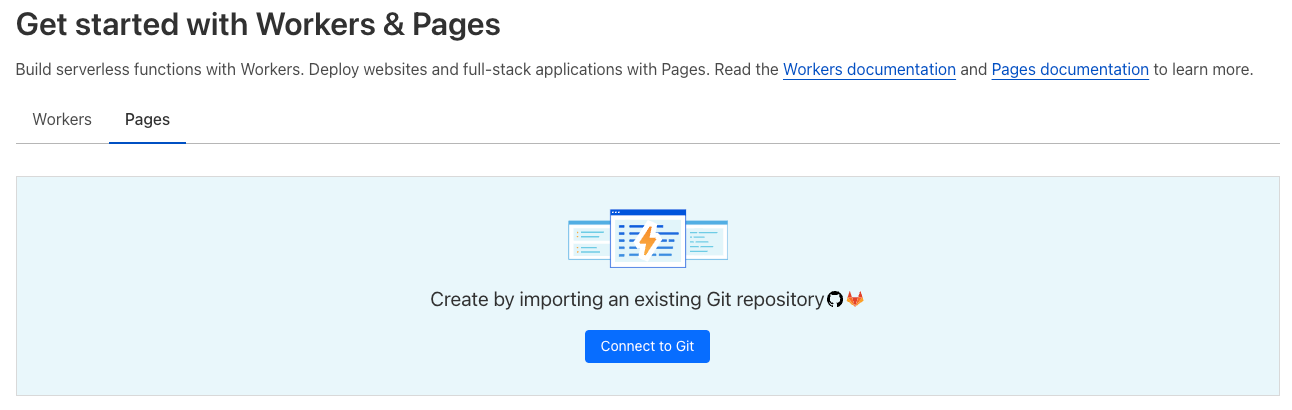 Get started with Workers & Pages
Build serverless functions with Workers. Deploy websites and full-stack applications with Pages. Read the Workers documentation and Pages documentation to learn more.
Workers
Pages
Create by importing an existing Git repository
Connect to Git